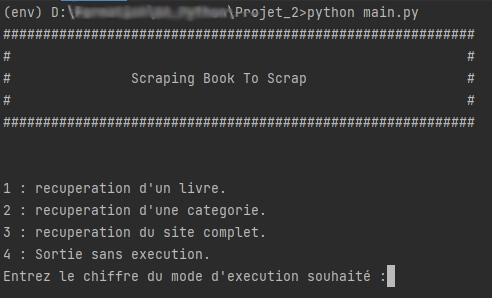 (env) D:\ \Projet_2>python main.py
##########################################################
# #
# Scraping Book To Scrap #
# #
##########################################################
1 : recuperation d'un livre.
2 : recuperation d'une categorie.
3 : recuperation du site complet.
4 : Sortie sans execution.
Entrez le chiffre du mode d'execution souhaité :